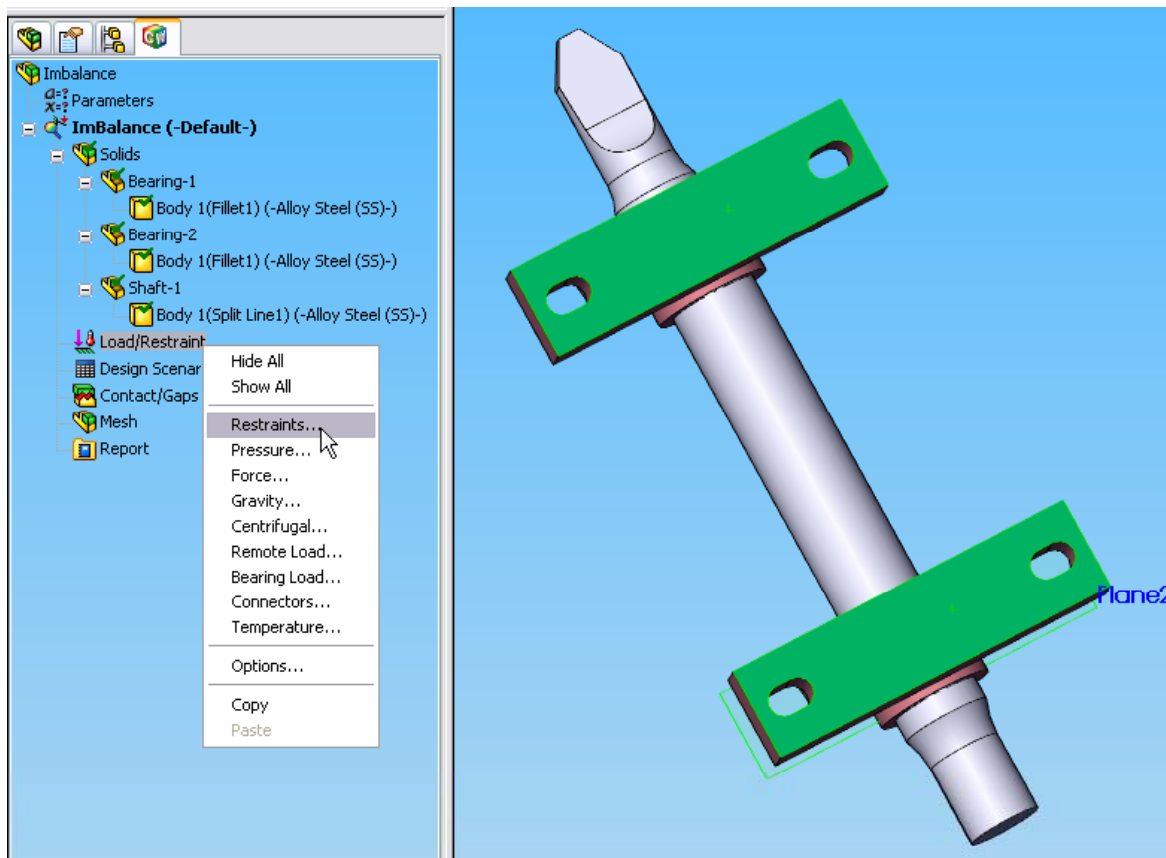 Imbalance
a=?
x=?
Parameters
ImBalance (-Default-)
Solids
Bearing-1
Body 1(Fillet1) (-Alloy Steel (SS)-)
Bearing-2
Body 1(Fillet1) (-Alloy Steel (SS)-)
Shaft-1
Body 1(Split Line1) (-Alloy Steel (SS)-)
Load/Restraint
Design Scenar
Contact/Gaps
Mesh
Report
Hide All
Show All
Restraints...
Pressure...
Force...
Gravity...
Centrifugal...
Remote Load...
Bearing Load...
Connectors...
Temperature...
Options...
Copy
Paste
Plane2